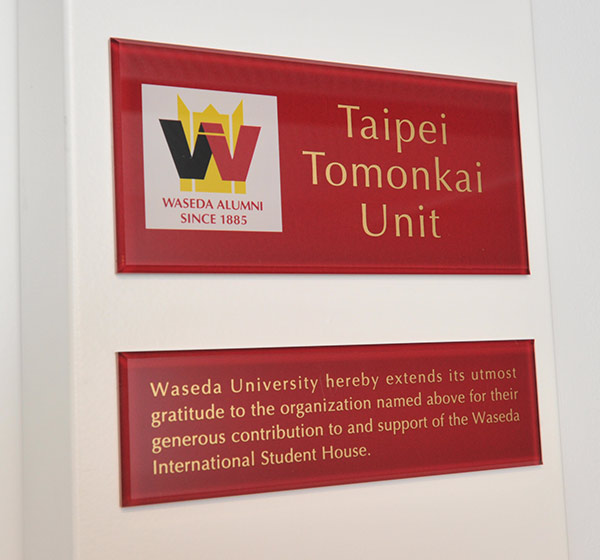 WASEDA ALUMNI
SINCE 1885
Taipei
Tomonkai
Unit
Waseda University hereby extends its utmost
gratitude to the organization named above for their
generous contribution to and support of the Waseda
International Student House.